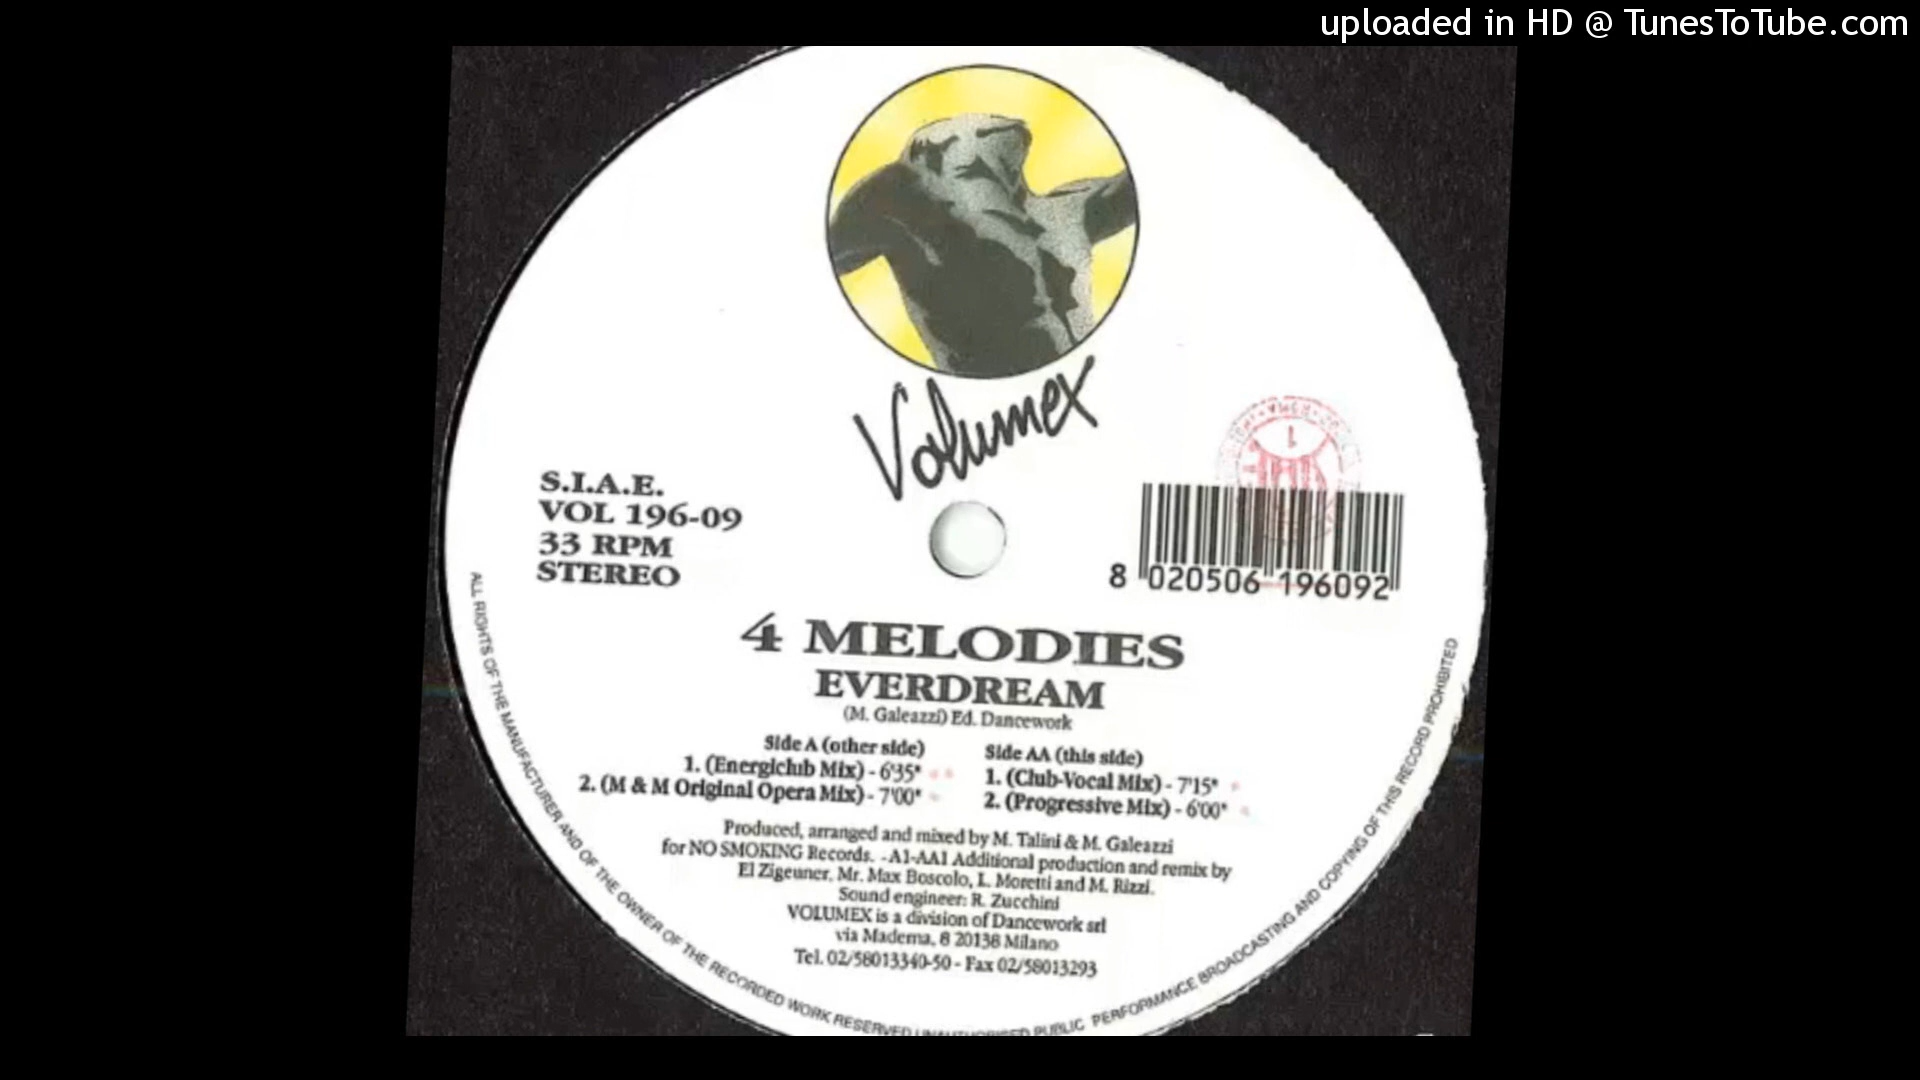 uploaded in HD @ TunesToTube.com
Volumex
S.I.A.E.
VOL 196-09
33 RPM
STEREO
8 020506 196092
4 MELODIES
EVERDREAM
(M. Galeazzi) Ed. Dancework
Side A (other side)
1. (Energiclub Mix) - 6'35"
2. (M & M Original Opera Mix) - 7'00"
Side AA (this side)
1. (Club-Vocal Mix) - 7'15"
2. (Progressive Mix) - 6'00"
Produced, arranged and mixed by M. Talini & M. Galeazzi
for NO SMOKING Records. - A1-AA1 Additional production and remix by
El Zigeuner, Mr. Max Boscolo, L. Moretti and M. Rizzi.
Sound engineer: R. Zucchini
VOLUMEX is a division of Dancework srl
via Maderna, 8 20138 Milano
Tel. 02/58013340-50 - Fax 02/58013293
ALL RIGHTS OF THE MANUFACTURER AND OF THE OWNER OF THE RECORDED WORK RESERVED UNAUTHORISED PUBLIC PERFORMANCE BROADCASTING AND COPYING OF THIS RECORD PROHIBITED